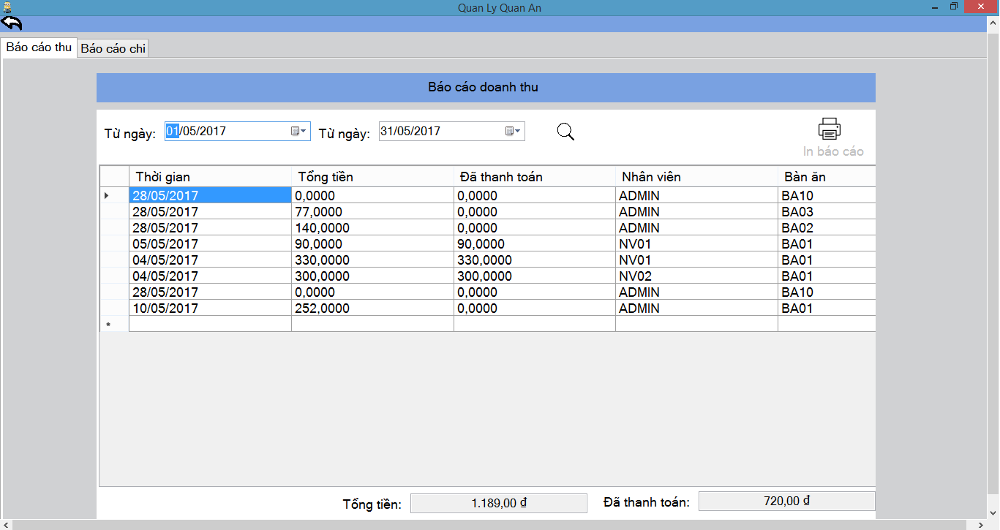 Quan Ly Quan An
Báo cáo thu Báo cáo chi
Báo cáo doanh thu
Từ ngày: 01/05/2017 Từ ngày: 31/05/2017
In báo cáo
Thời gian Tổng tiền Đã thanh toán Nhân viên Bàn ăn
28/05/2017 0,0000 0,0000 ADMIN BA10
28/05/2017 77,0000 0,0000 ADMIN BA03
28/05/2017 140,0000 0,0000 ADMIN BA02
05/05/2017 90,0000 90,0000 NV01 BA01
04/05/2017 330,0000 330,0000 NV01 BA01
04/05/2017 300,0000 300,0000 NV02 BA01
28/05/2017 0,0000 0,0000 ADMIN BA10
10/05/2017 252,0000 0,0000 ADMIN BA01
Tổng tiền: 1.189,00 ₫ Đã thanh toán: 720,00 ₫